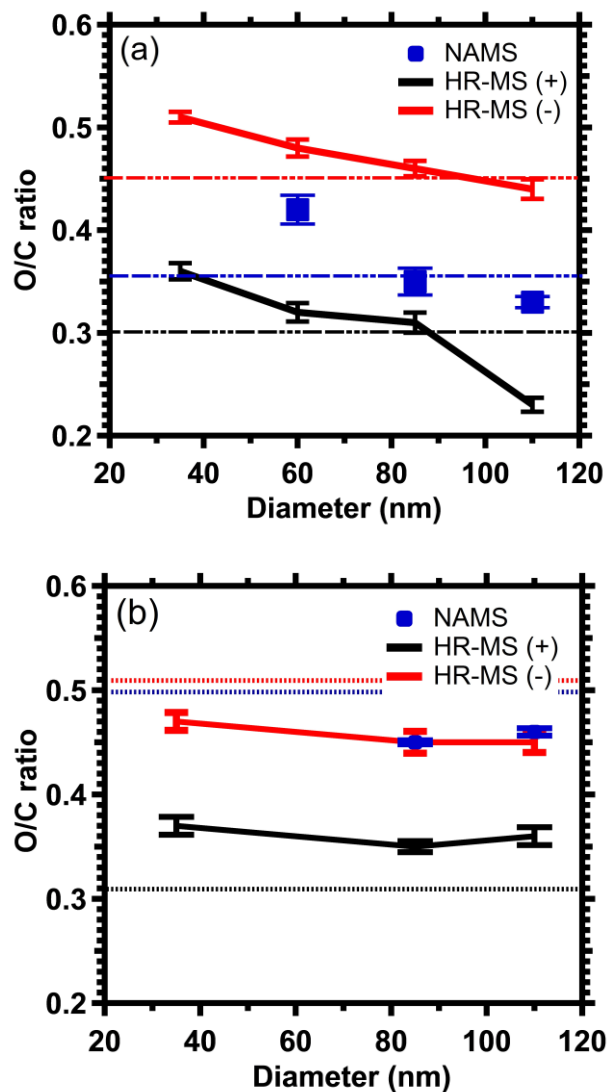 (a)
NAMS
HR-MS (+)
HR-MS (-)
0.6
0.5
0.4
0.3
0.2
O/C ratio
20 40 60 80 100 120
Diameter (nm)
(b)
NAMS
HR-MS (+)
HR-MS (-)
0.6
0.5
0.4
0.3
0.2
O/C ratio
20 40 60 80 100 120
Diameter (nm)